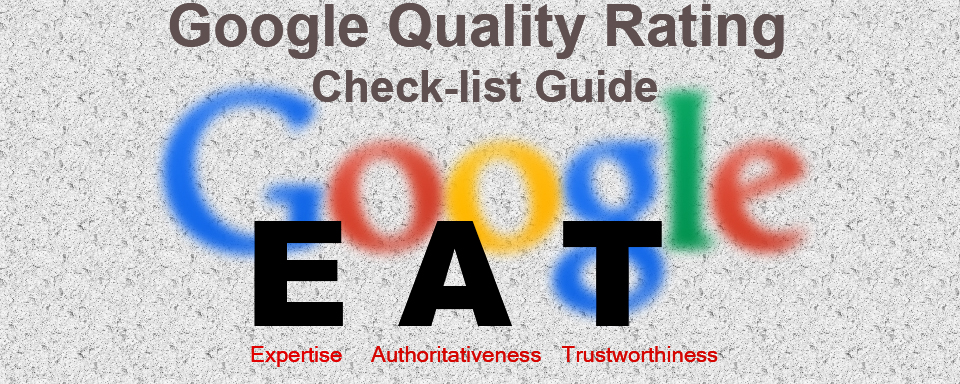 Google Quality Rating
Check-list Guide
Google
E A T
Expertise Authoritativeness Trustworthiness